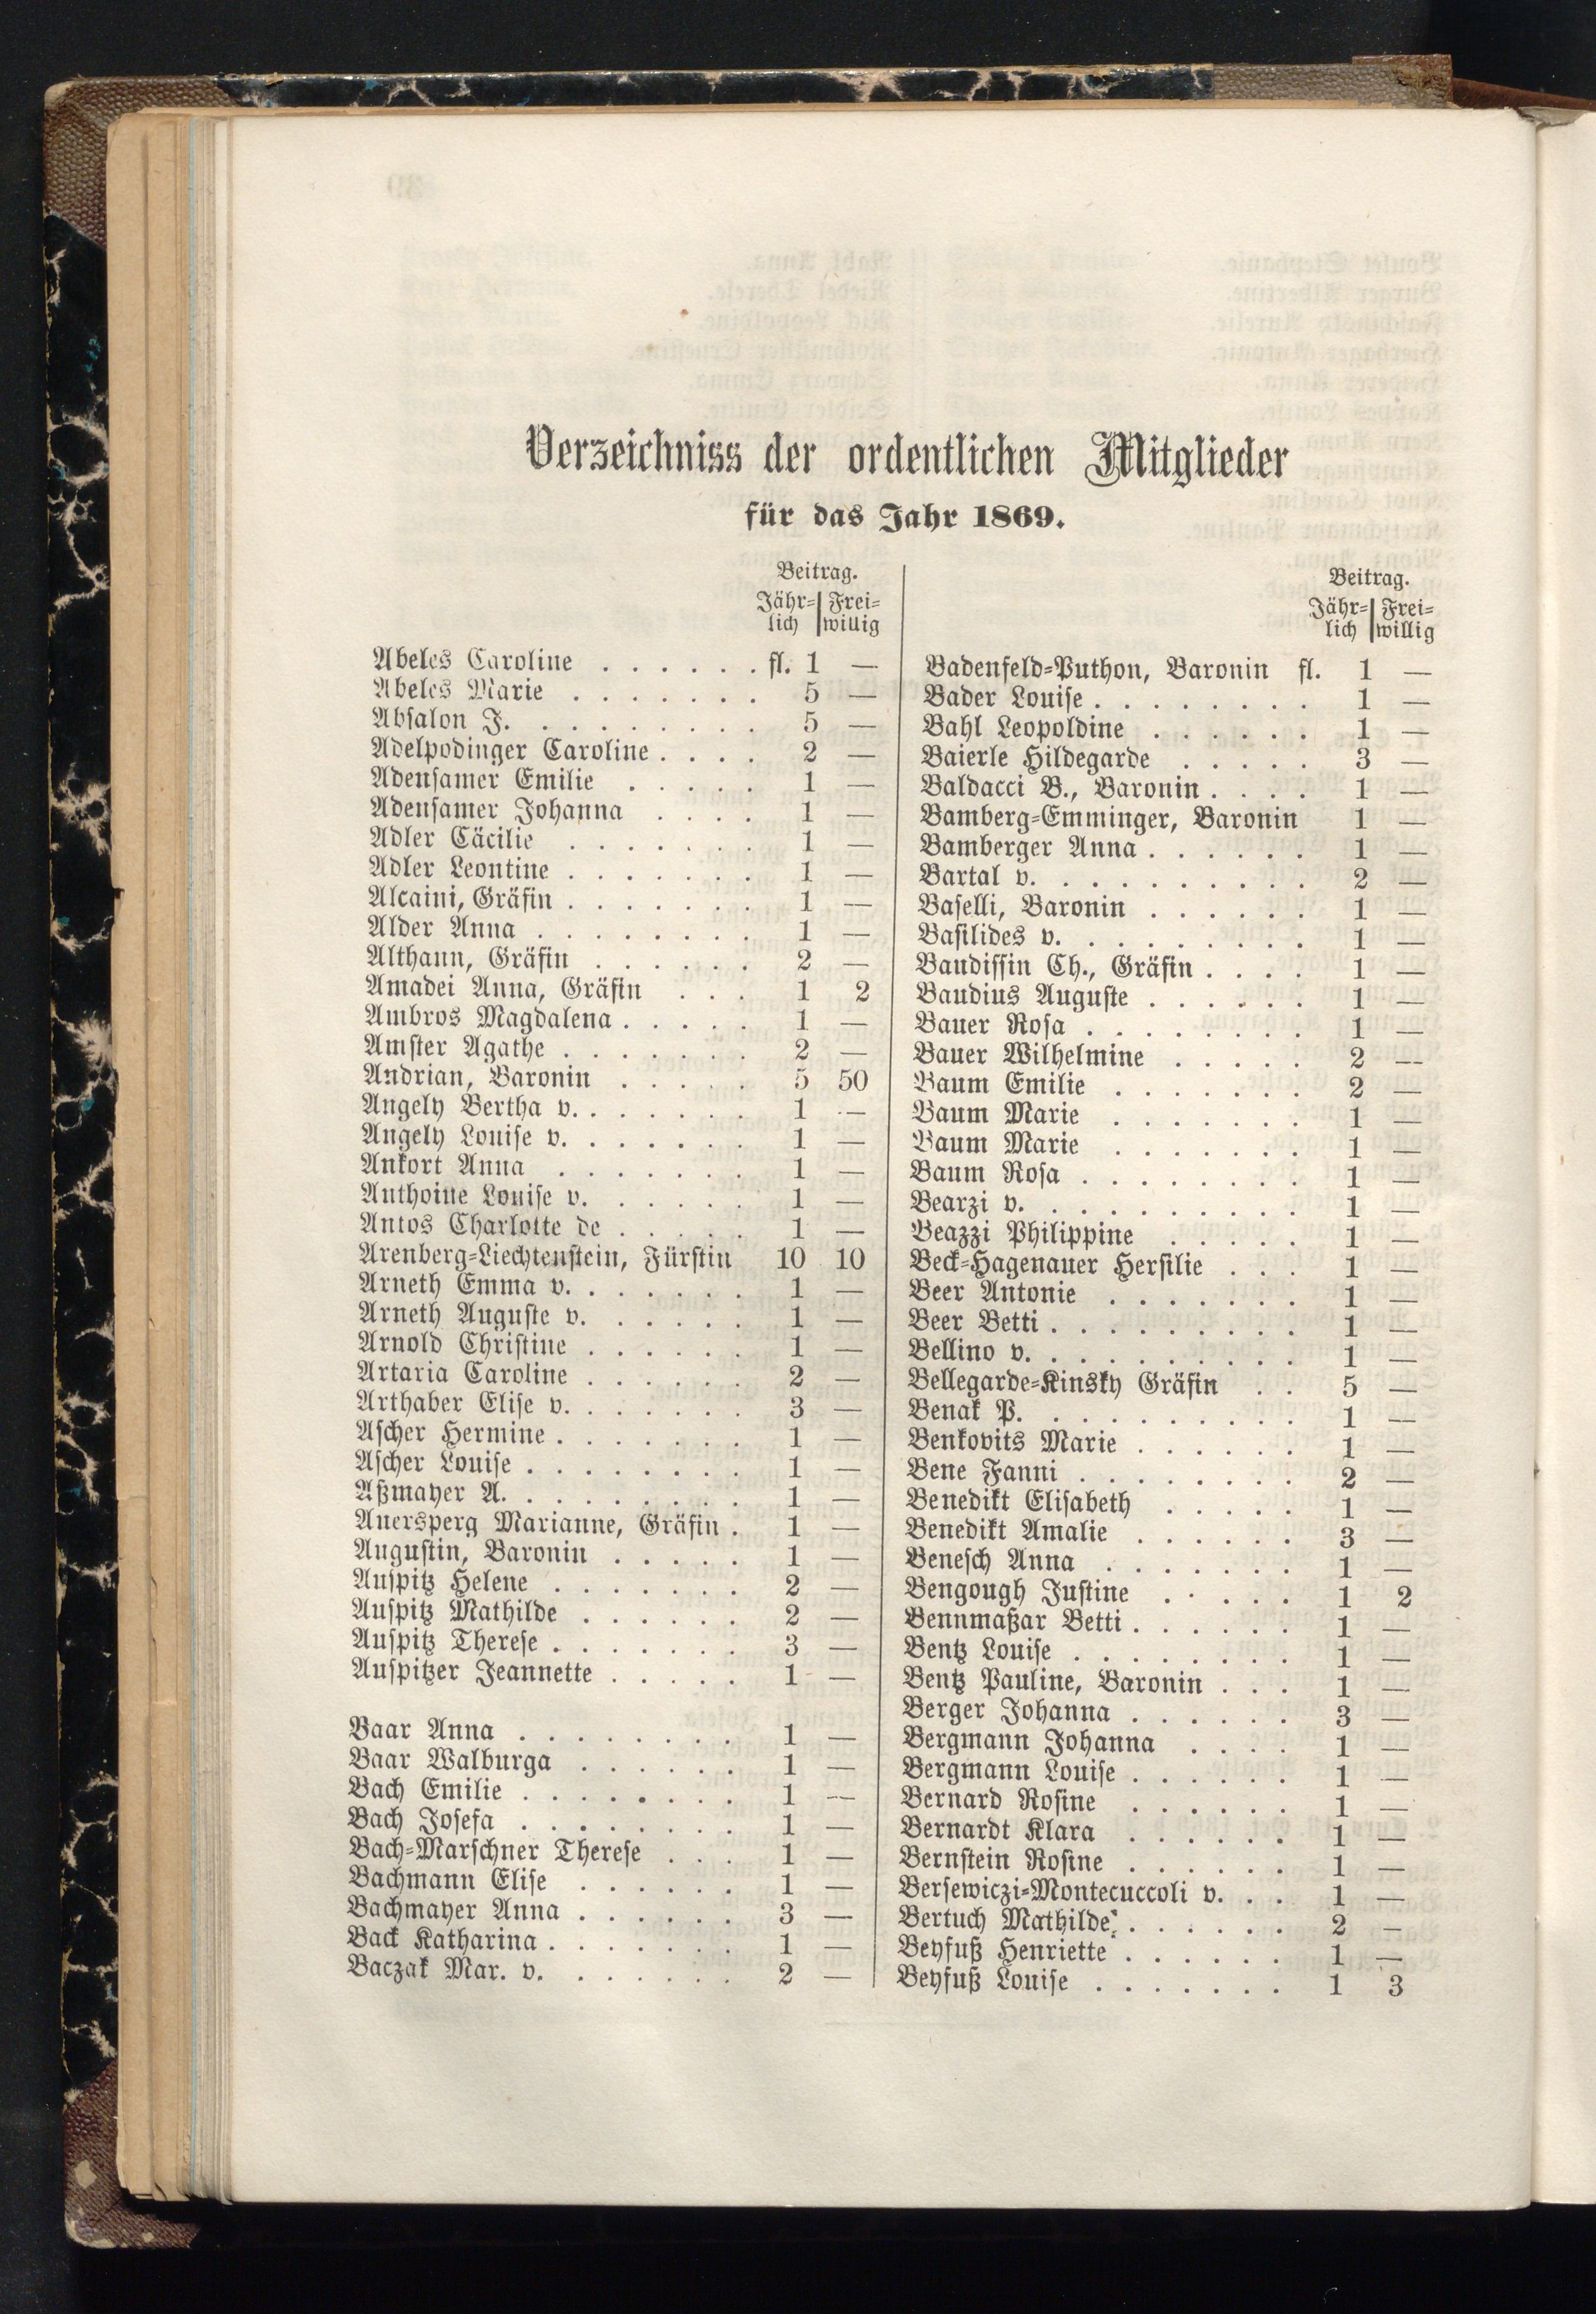 Verzeichniss der ordentlichen Mitglieder
für das Jahr 1869.
Beitrag.
Jähr- Frei-
lich willig
Abeles Caroline . . . . . . fl. 1 —
Abeles Marie . . . . . . . 5 —
Absalon J. . . . . . . . . 5 —
Adelpodinger Caroline . . . . 2 —
Adensamer Emilie . . . . . 1 —
Adensamer Johanna . . . . 1 —
Adler Cäcilie . . . . . . . 1 —
Adler Leontine . . . . . . . 1 —
Alcaini, Gräfin . . . . . . . 1 —
Alder Anna . . . . . . . . 1 —
Althann, Gräfin . . . . . . 2 —
Amadei Anna, Gräfin . . . 1 2
Ambros Magdalena . . . . . 1 —
Amster Agathe . . . . . . . 2 —
Andrian, Baronin . . . . . 5 50
Angely Bertha v. . . . . . . 1 —
Angely Louise v. . . . . . . 1 —
Ankort Anna . . . . . . . 1 —
Anthoine Louise v. . . . . . 1 —
Antos Charlotte de . . . . . 1 —
Arenberg-Liechtenstein, Fürstin 10 10
Arneth Emma v. . . . . . . 1 —
Arneth Auguste v. . . . . . 1 —
Arnold Christine . . . . . . 1 —
Artaria Caroline . . . . . . 2 —
Arthaber Elise v. . . . . . . 3 —
Ascher Hermine . . . . . . . 1 —
Ascher Louise . . . . . . . . 1 —
Aßmayer A. . . . . . . . . 1 —
Auersperg Marianne, Gräfin . 1 —
Augustin, Baronin . . . . . 1 —
Auspitz Helene . . . . . . . 2 —
Auspitz Mathilde . . . . . . 2 —
Auspitz Therese . . . . . . . 3 —
Auspitzer Jeannette . . . . . 1 —
Baar Anna . . . . . . . . 1 —
Baar Walburga . . . . . . 1 —
Bach Emilie . . . . . . . . 1 —
Bach Josefa . . . . . . . . 1 —
Bach-Marschner Therese . . . 1 —
Bachmann Elise . . . . . . 1 —
Bachmayer Anna . . . . . . 3 —
Back Katharina . . . . . . . 1 —
Baczak Mar. v. . . . . . . 2 —
Beitrag.
Jähr- Frei-
lich willig
Badenfeld-Puthon, Baronin fl. 1 —
Bader Louise . . . . . . . . 1 —
Bahl Leopoldine . . . . . . 1 —
Baierle Hildegarde . . . . . 3 —
Baldacci B., Baronin . . . . 1 —
Bamberg-Emminger, Baronin 1 —
Bamberger Anna . . . . . . 1 —
Bartal v. . . . . . . . . . 2 —
Baselli, Baronin . . . . . . 1 —
Basilides v. . . . . . . . . 1 —
Baudissin Ch., Gräfin . . . . 1 —
Baudius Auguste . . . . . . 1 —
Bauer Rosa . . . . . . . . 1 —
Bauer Wilhelmine . . . . . 2 —
Baum Emilie . . . . . . . 2 —
Baum Marie . . . . . . . 1 —
Baum Marie . . . . . . . 1 —
Baum Rosa . . . . . . . . 1 —
Bearzi v. . . . . . . . . . 1 —
Beazzi Philippine . . . . . 1 —
Beck-Hagenauer Hersilie . . . 1 —
Beer Antonie . . . . . . . 1 —
Beer Betti . . . . . . . . . 1 —
Bellino v. . . . . . . . . . 1 —
Bellegarde-Kinsky Gräfin . . 5 —
Benak P. . . . . . . . . . 1 —
Benkovits Marie . . . . . . 1 —
Bene Fanni . . . . . . . . 2 —
Benedikt Elisabeth . . . . . 1 —
Benedikt Amalie . . . . . . 3 —
Benesch Anna . . . . . . . 1 —
Bengough Justine . . . . . 1 2
Bennmaßar Betti . . . . . . 1 —
Bentz Louise . . . . . . . . 1 —
Bentz Pauline, Baronin . . . 1 —
Berger Johanna . . . . . . 3 —
Bergmann Johanna . . . . 1 —
Bergmann Louise . . . . . . 1 —
Bernard Rosine . . . . . . 1 —
Bernardt Klara . . . . . . 1 —
Bernstein Rosine . . . . . . 1 —
Bersewiczi-Montecuccoli v. . . 1 —
Bertuch Mathilde . . . . . . 2 —
Beyfuß Henriette . . . . . . 1 —
Beyfuß Louise . . . . . . . 1 3